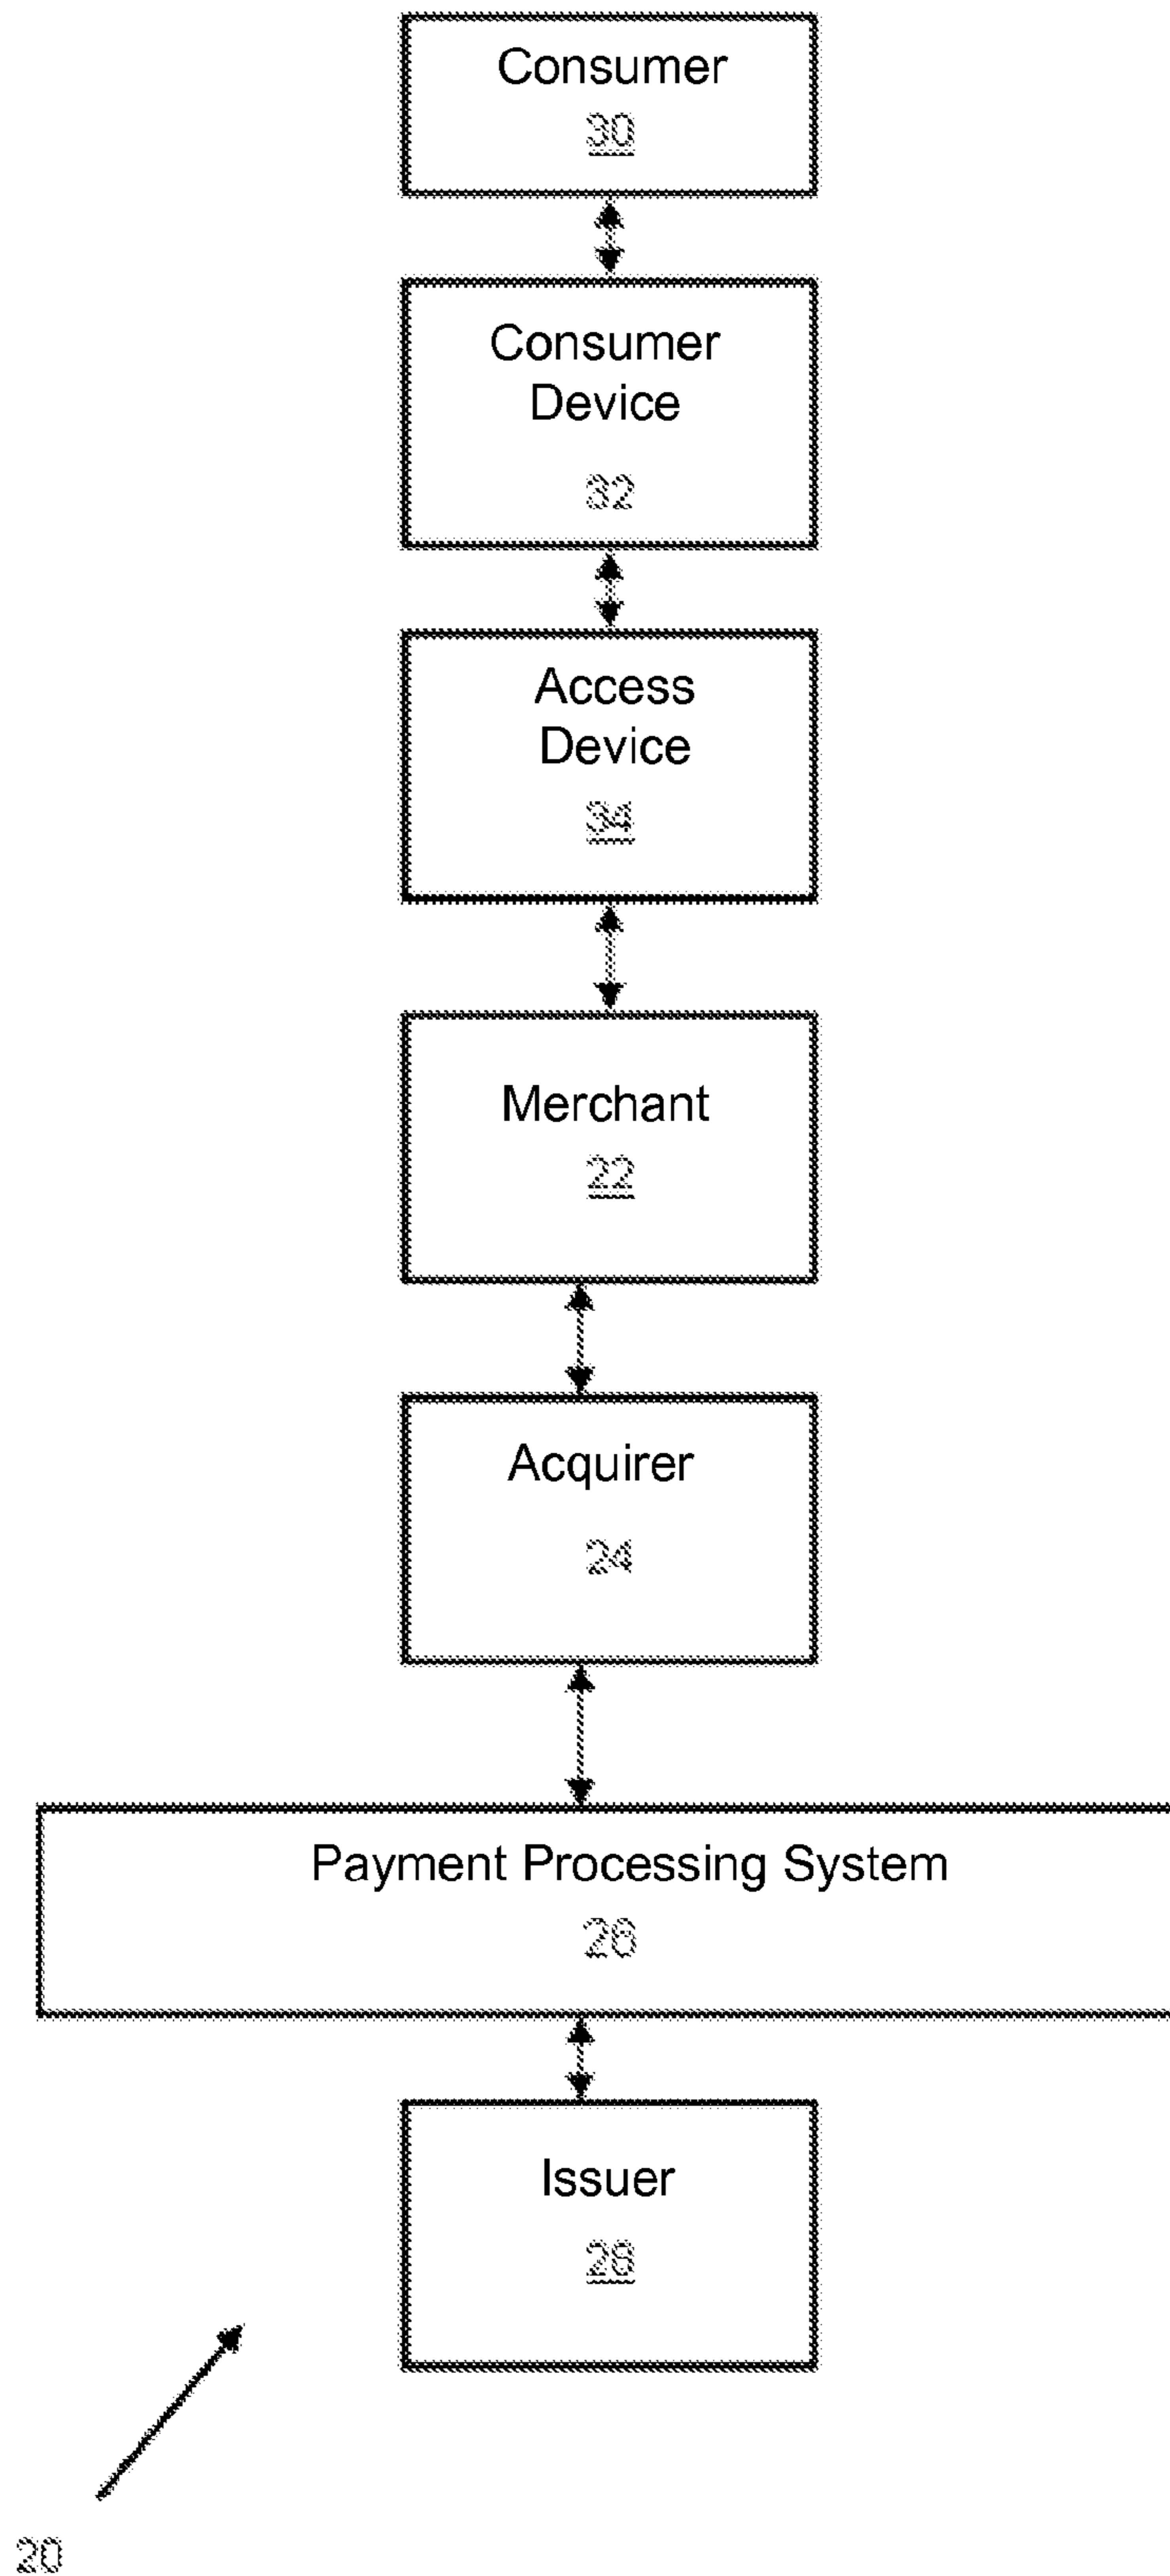 Consumer
30
Consumer
Device
32
Access
Device
34
Merchant
22
Acquirer
24
Payment Processing System
26
Issuer
28
20